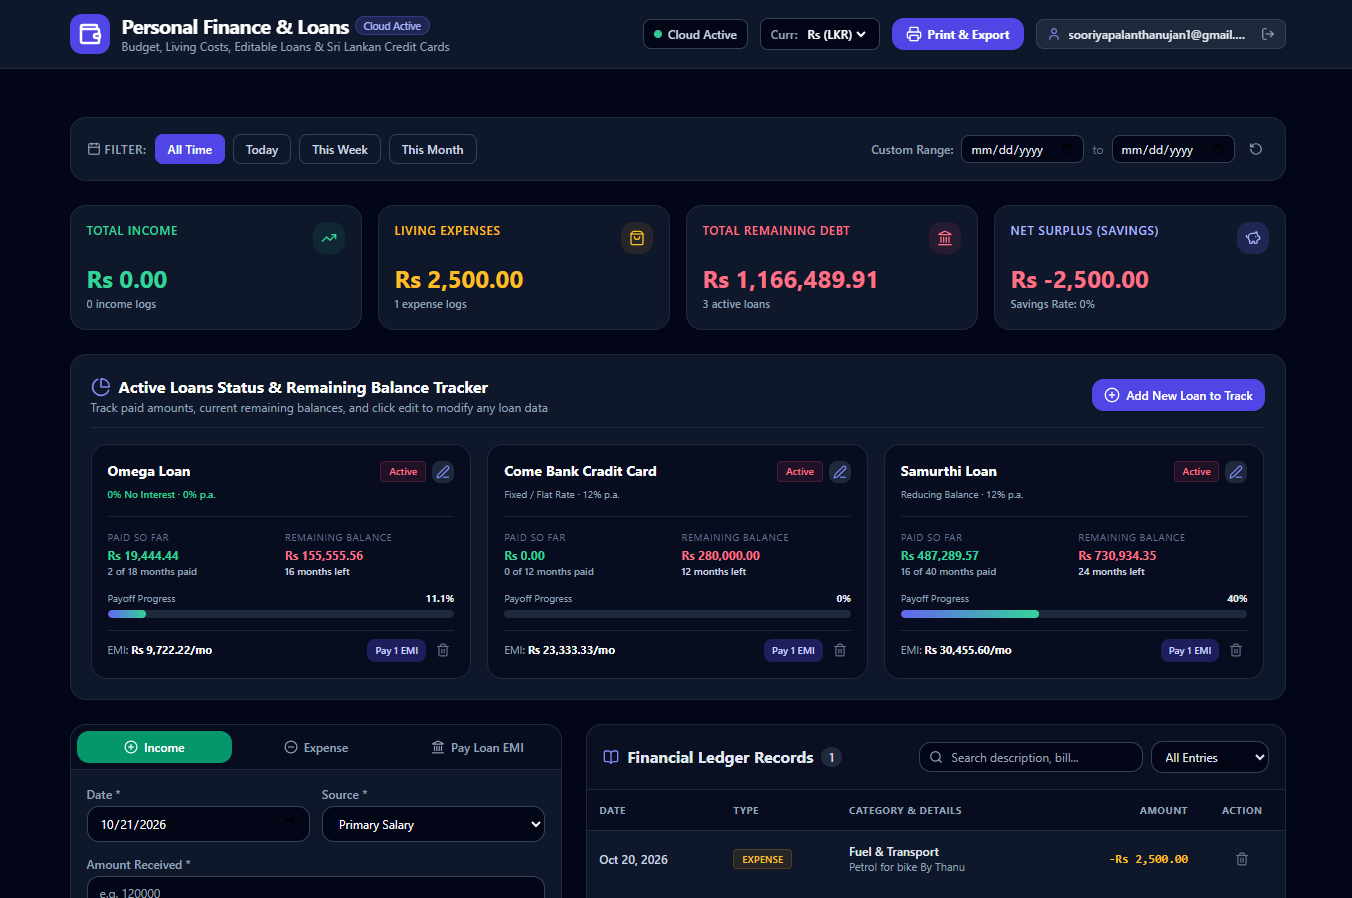 Personal Finance & Loans
Cloud Active
Budget, Living Costs, Editable Loans & Sri Lankan Credit Cards
Cloud Active
Curr: Rs (LKR)
Print & Export
sooriyapalanthanujan1@gmail....
FILTER:
All Time
Today
This Week
This Month
Custom Range:
mm/dd/yyyy
to
mm/dd/yyyy
TOTAL INCOME
Rs 0.00
0 income logs
LIVING EXPENSES
Rs 2,500.00
1 expense logs
TOTAL REMAINING DEBT
Rs 1,166,489.91
3 active loans
NET SURPLUS (SAVINGS)
Rs -2,500.00
Savings Rate: 0%
Active Loans Status & Remaining Balance Tracker
Track paid amounts, current remaining balances, and click edit to modify any loan data
Add New Loan to Track
Omega Loan
Active
0% No Interest · 0% p.a.
PAID SO FAR
REMAINING BALANCE
Rs 19,444.44
Rs 155,555.56
2 of 18 months paid
16 months left
Payoff Progress
11.1%
EMI: Rs 9,722.22/mo
Pay 1 EMI
Come Bank Cradit Card
Active
Fixed / Flat Rate · 12% p.a.
PAID SO FAR
REMAINING BALANCE
Rs 0.00
Rs 280,000.00
0 of 12 months paid
12 months left
Payoff Progress
0%
EMI: Rs 23,333.33/mo
Pay 1 EMI
Samurthi Loan
Active
Reducing Balance · 12% p.a.
PAID SO FAR
REMAINING BALANCE
Rs 487,289.57
Rs 730,934.35
16 of 40 months paid
24 months left
Payoff Progress
40%
EMI: Rs 30,455.60/mo
Pay 1 EMI
Income
Expense
Pay Loan EMI
Date *
Source *
10/21/2026
Primary Salary
Amount Received *
e.g. 120000
Financial Ledger Records
1
Search description, bill...
All Entries
DATE
TYPE
CATEGORY & DETAILS
AMOUNT
ACTION
Oct 20, 2026
EXPENSE
Fuel & Transport
Petrol for bike By Thanu
-Rs 2,500.00